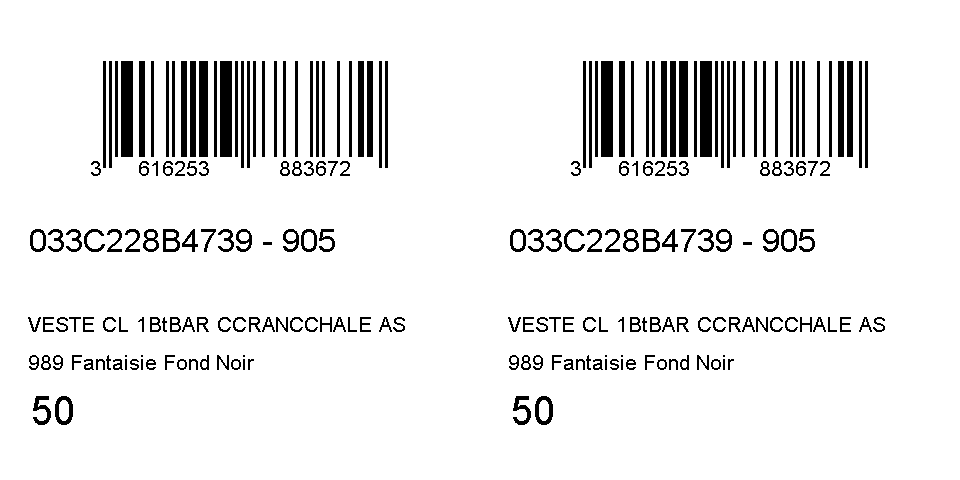 3 616253 883672
033C228B4739 - 905
VESTE CL 1BtBAR CCRANCCHALE AS
989 Fantaisie Fond Noir
50
3 616253 883672
033C228B4739 - 905
VESTE CL 1BtBAR CCRANCCHALE AS
989 Fantaisie Fond Noir
50